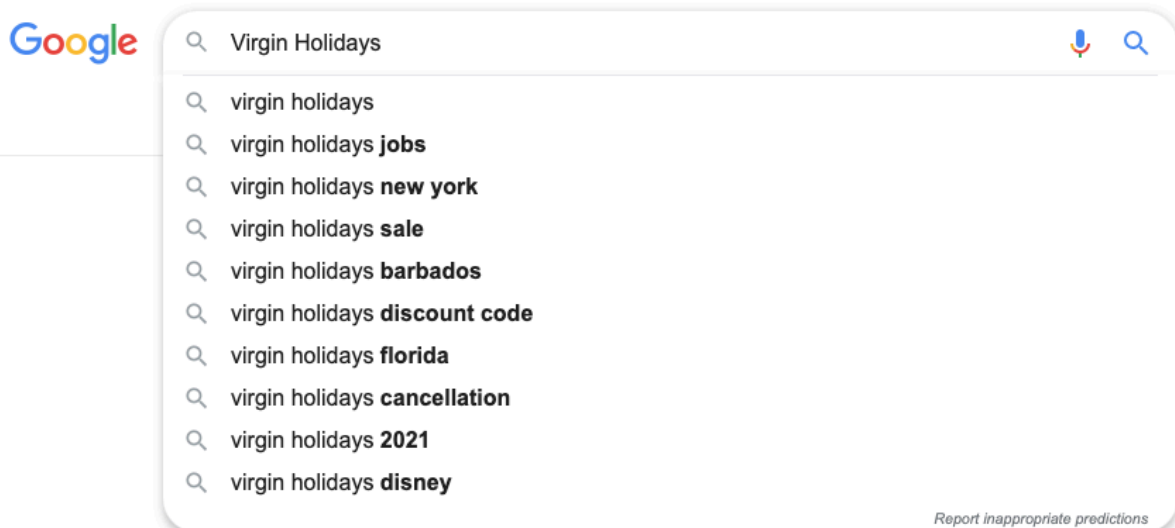 Google Virgin Holidays
virgin holidays
virgin holidays jobs
virgin holidays new york
virgin holidays sale
virgin holidays barbados
virgin holidays discount code
virgin holidays florida
virgin holidays cancellation
virgin holidays 2021
virgin holidays disney
Report inappropriate predictions